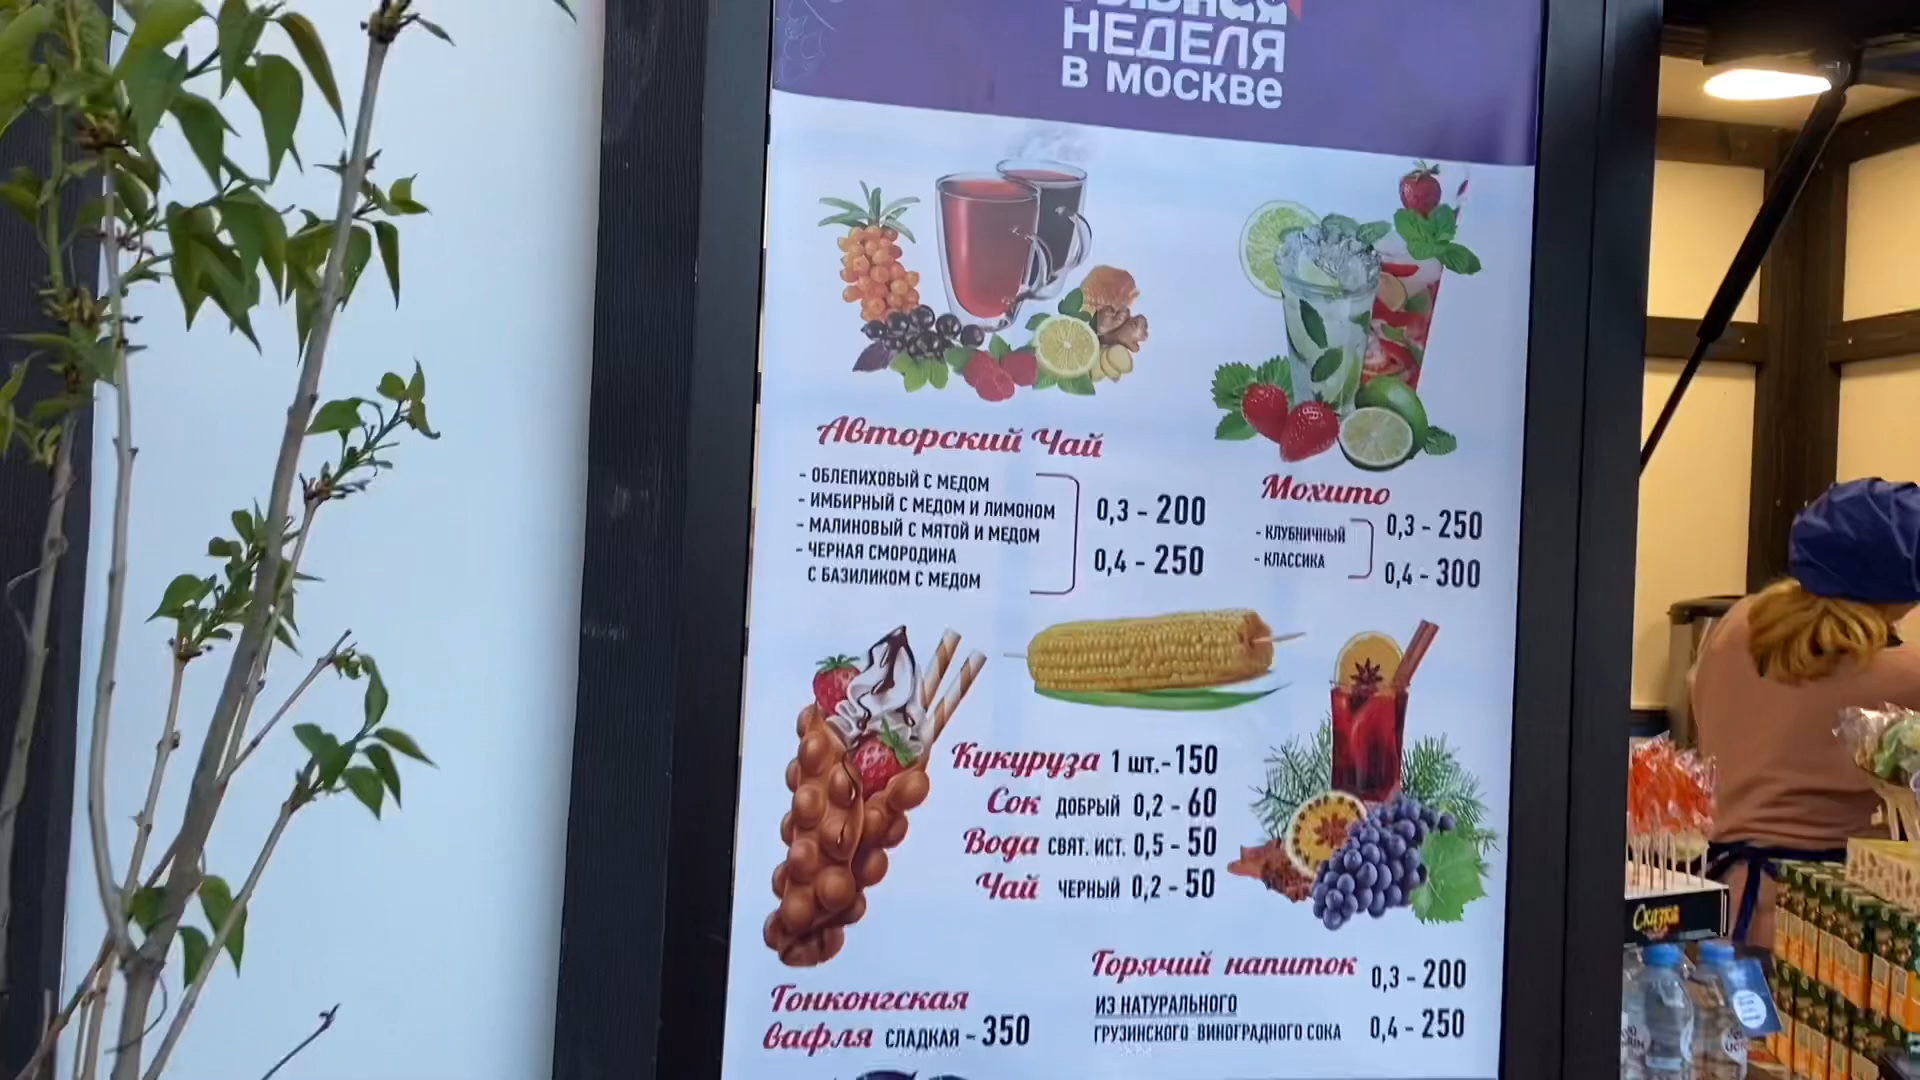 НЕДЕЛЯ
В МОСКВЕ
Авторский Чай
- ОБЛЕПИХОВЫЙ С МЕДОМ
- ИМБИРНЫЙ С МЕДОМ И ЛИМОНОМ
- МАЛИНОВЫЙ С МЯТОЙ И МЕДОМ
- ЧЕРНАЯ СМОРОДИНА
С БАЗИЛИКОМ С МЕДОМ
0,3 - 200
0,4 - 250
Мохито
- КЛУБНИЧНЫЙ
- КЛАССИКА
0,3 - 250
0,4 - 300
Кукуруза 1 шт.-150
Сок ДОБРЫЙ 0,2 - 60
Вода СВЯТ. ИСТ. 0,5 - 50
Чай ЧЕРНЫЙ 0,2 - 50
Гонконгская
вафля СЛАДКАЯ - 350
Горячий напиток
ИЗ НАТУРАЛЬНОГО
ГРУЗИНСКОГО ВИНОГРАДНОГО СОКА
0,3 - 200
0,4 - 250
Сказка